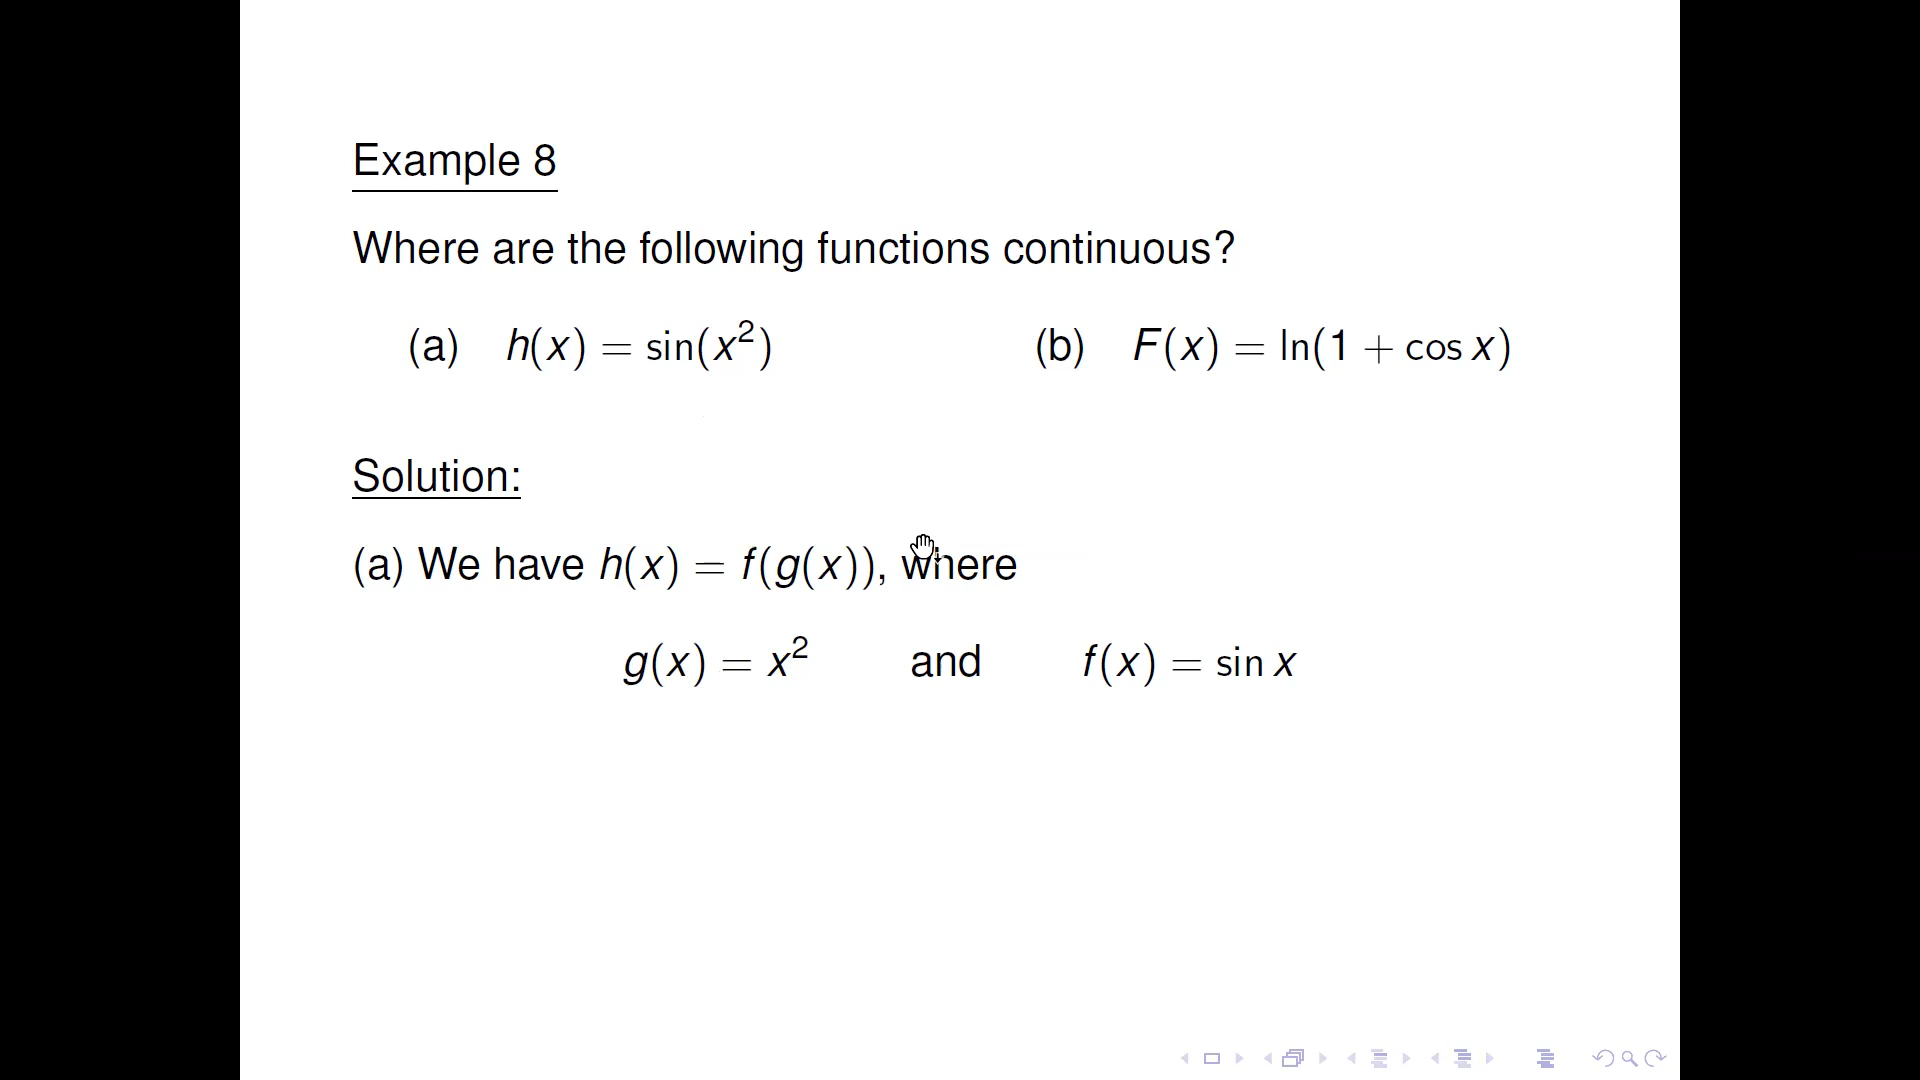 Example 8
Where are the following functions continuous?
(a) h(x) = sin(x²) (b) F(x) = ln(1 + cos x)
Solution:
(a) We have h(x) = f(g(x)), where
g(x) = x² and f(x) = sin x